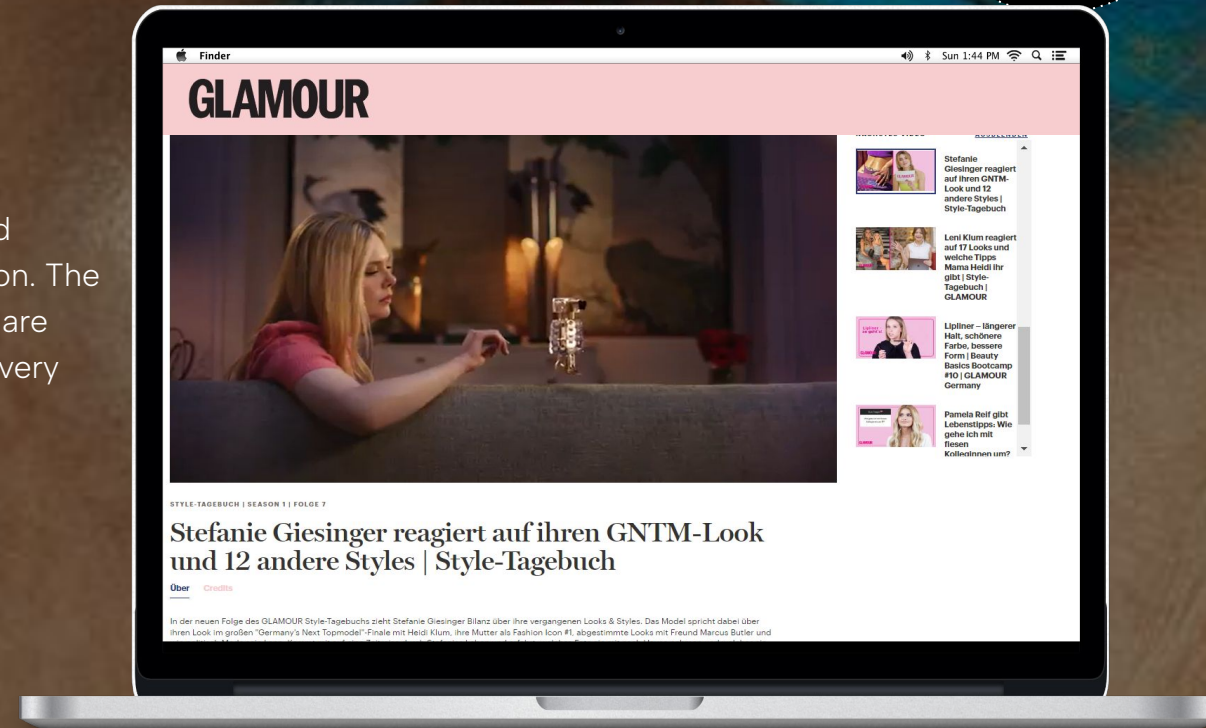 d
on. The
are
very
Finder
Sun 1:44 PM
GLAMOUR
AUSBLENDEN
Stefanie
Giesinger reagiert
auf ihren GNTM-
Look und 12
andere Styles |
Style-Tagebuch
Leni Klum reagiert
auf 17 Looks und
welche Tipps
Mama Heidi ihr
gibt | Style-
Tagebuch |
GLAMOUR
Lipliner – längerer
Halt, schönere
Farbe, bessere
Form | Beauty
Basics Bootcamp
#10 | GLAMOUR
Germany
Pamela Reif gibt
Lebenstipps: Wie
gehe ich mit
fiesen
Kolleginnen um?
STYLE-TAGEBUCH | SEASON 1 | FOLGE 7
Stefanie Giesinger reagiert auf ihren GNTM-Look
und 12 andere Styles | Style-Tagebuch
Über Credits
In der neuen Folge des GLAMOUR Style-Tagebuchs zieht Stefanie Giesinger Bilanz über ihre vergangenen Looks & Styles. Das Model spricht dabei über
ihren Look im großen "Germany's Next Topmodel"-Finale mit Heidi Klum, ihre Mutter als Fashion Icon #1, abgestimmte Looks mit Freund Marcus Butler und